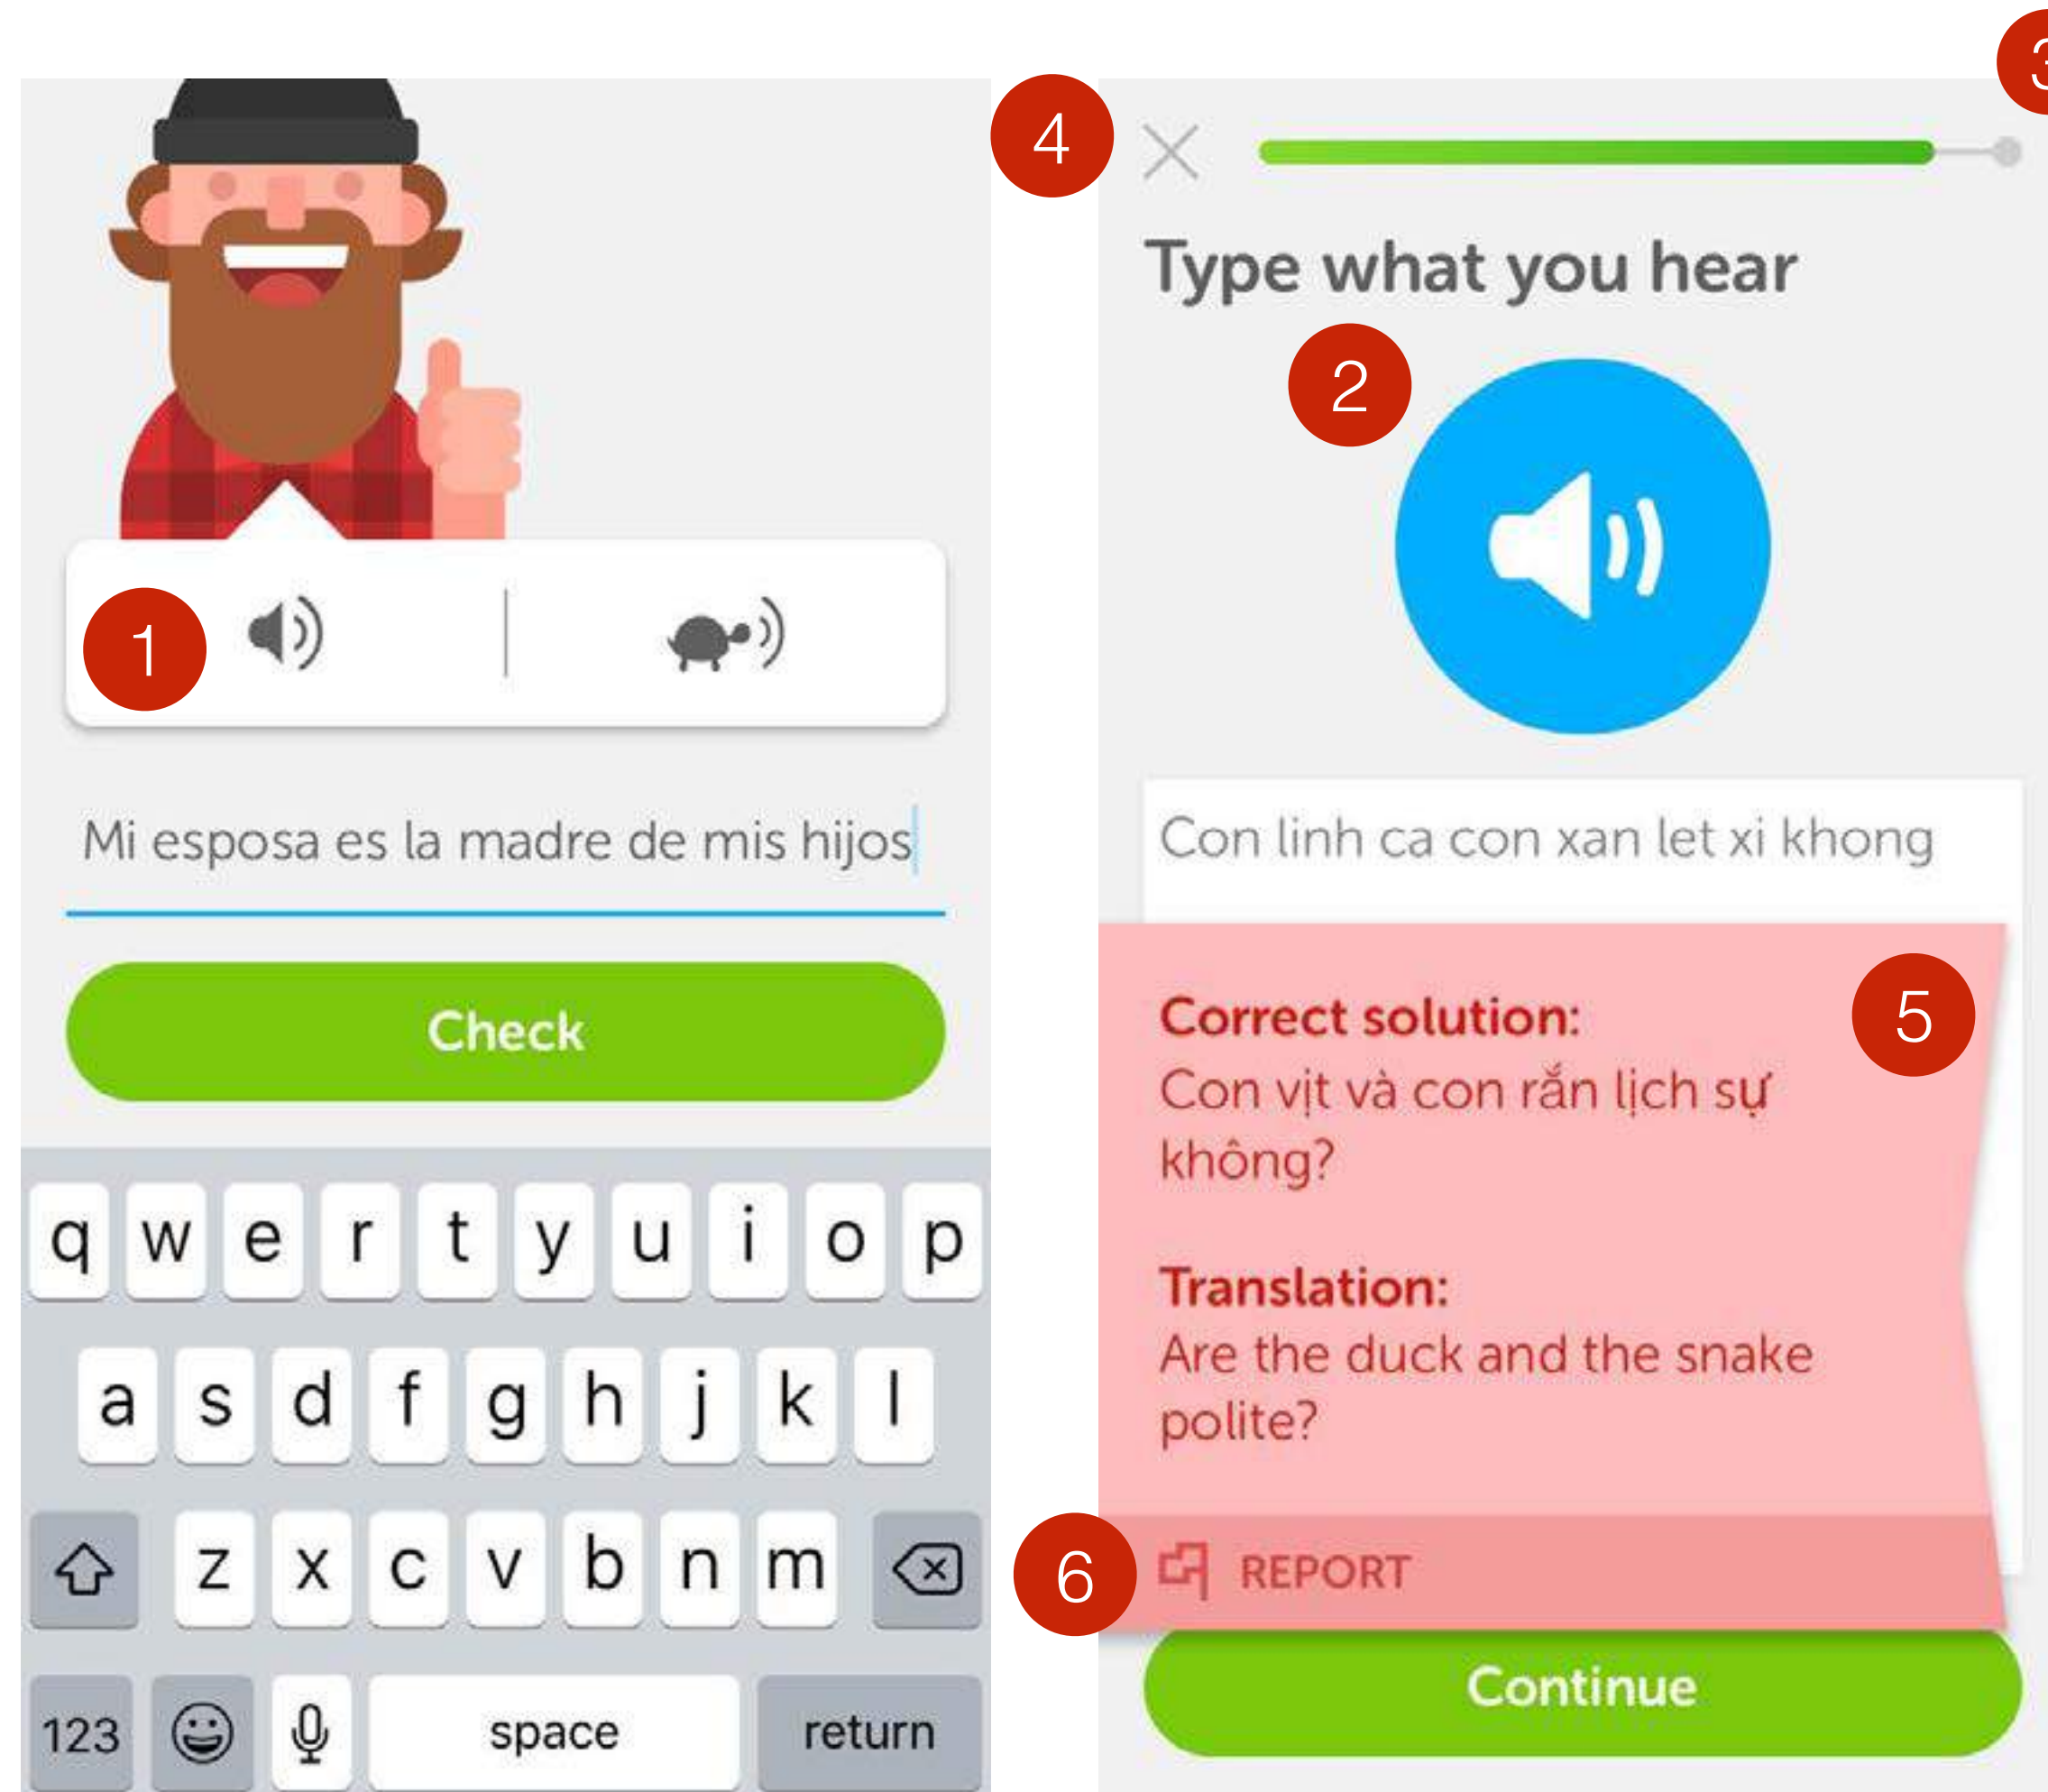 1
Mi esposa es la madre de mis hijos
Check
q w e r t y u i o p
a s d f g h j k l
z x c v b n m
123 space return
3
4
Type what you hear
2
Con linh ca con xan let xi khong
5
Correct solution:
Con vịt và con rắn lịch sự
không?
Translation:
Are the duck and the snake
polite?
6
REPORT
Continue